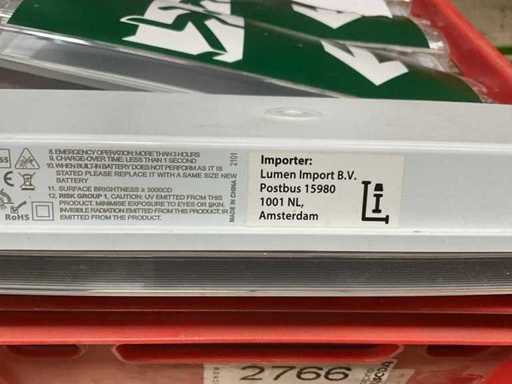 8. EMERGENCY OPERATION: MORE THAN 3 HOURS
9. CHARGE-OVER TIME: LESS THAN 1 SECOND
10. WHEN BUILT-IN BATTERY DOES NOT PERFORM AS IT IS
STATED PLEASE REPLACE IT WITH A SAME SIZE NEW
BATTERY
11. SURFACE BRIGHTNESS ≥ 3000CD
12. RISK GROUP 1, CAUTION: UV EMITTED FROM THIS
PRODUCT. MINIMISE EXPOSURE TO EYES OR SKIN.
INVISIBLE RADIATION EMITTED FROM THIS PRODUCT. IR
EMITTED FROM THIS PRODUCT
CE
RoHS
2101
MADE IN CHINA
Importer:
Lumen Import B.V.
Postbus 15980
1001 NL,
Amsterdam
2766